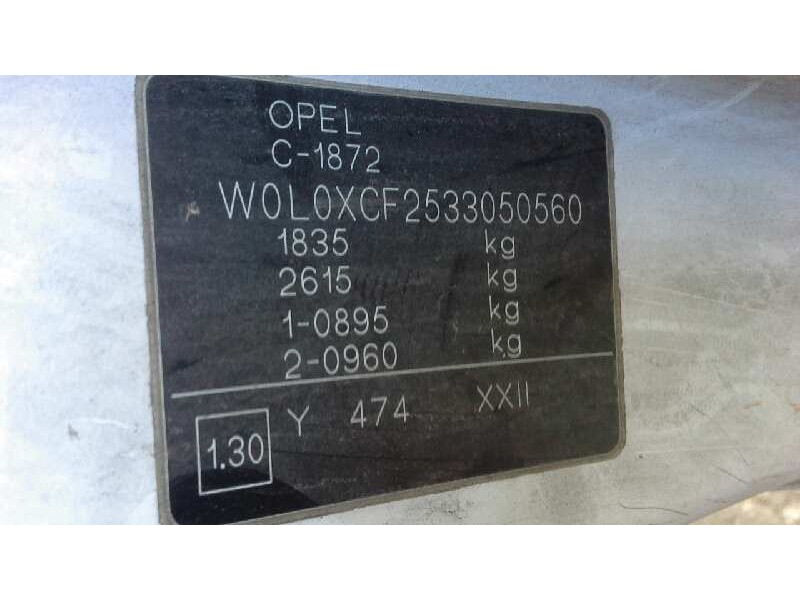 OPEL
C-1872
W0L0XCF2533050560
1835 kg
2615 kg
1-0895 kg
2-0960 kg
1.30 Y 474 XXII